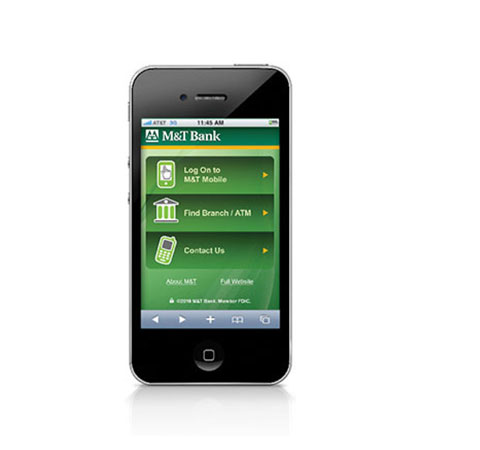 AT&T 3G 11:45 AM
M&T Bank
Log On to
M&T Mobile
Find Branch / ATM
Contact Us
About M&T Full Website
©2010 M&T Bank. Member FDIC.